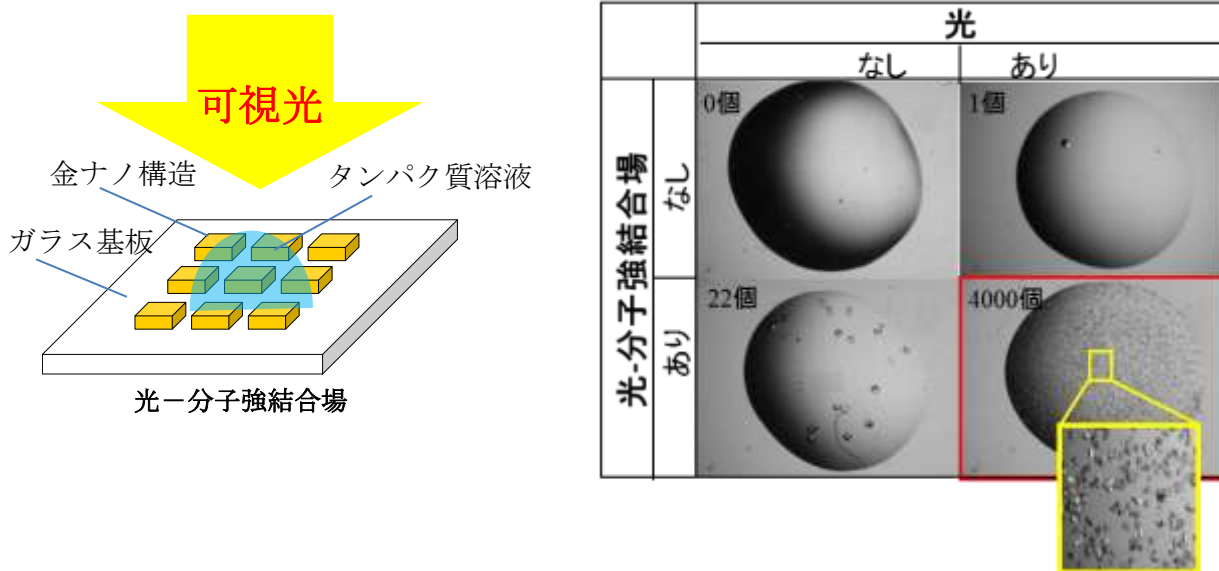 可視光
金ナノ構造
タンパク質溶液
ガラス基板
光－分子強結合場
光
なし
あり
光-分子強結合場
なし
あり
0個
1個
22個
4000個